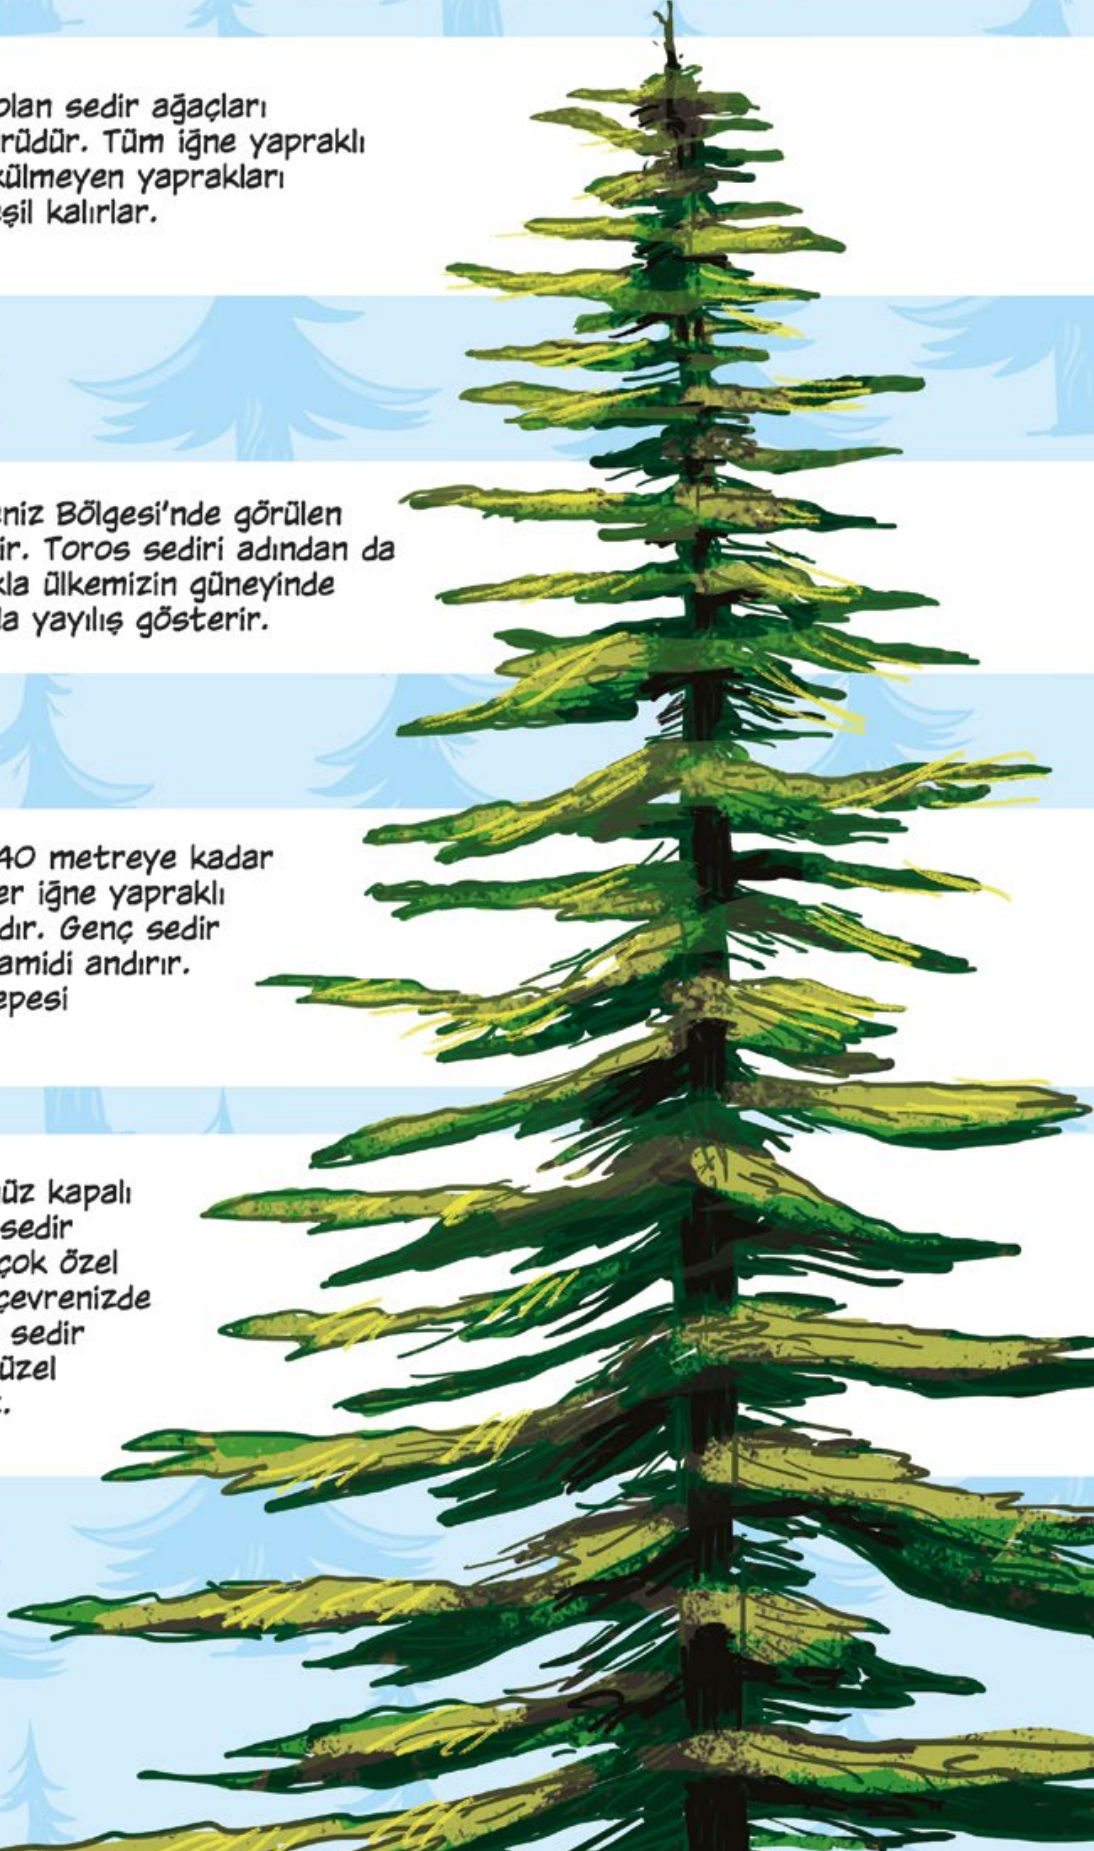 olan sedir ağaçları
rüdür. Tüm iğne yapraklı
külmeyen yaprakları
şil kalırlar.
eniz Bölgesi'nde görülen
ir. Toros sediri adından da
kla ülkemizin güneyinde
da yayılış gösterir.
40 metreye kadar
er iğne yapraklı
dır. Genç sedir
amidi andırır.
epesi
üz kapalı
sedir
çok özel
çevrenizde
sedir
üzel
.